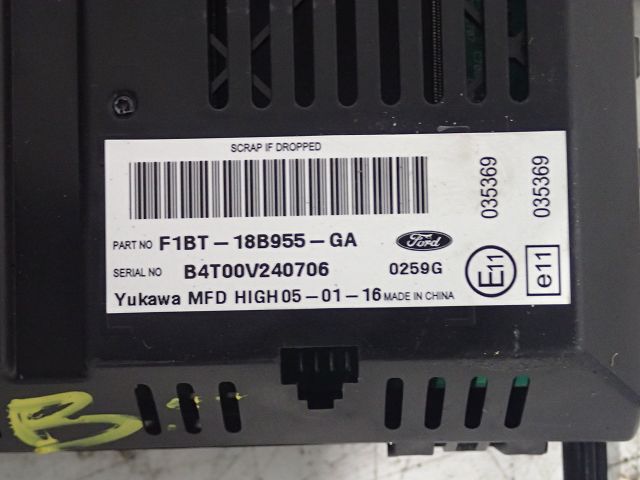 SCRAP IF DROPPED
PART NO F1BT-18B955-GA Ford
SERIAL NO B4T00V240706 0259G
Yukawa MFD HIGH 05-01-16 MADE IN CHINA
035369
E11
035369
e11
B